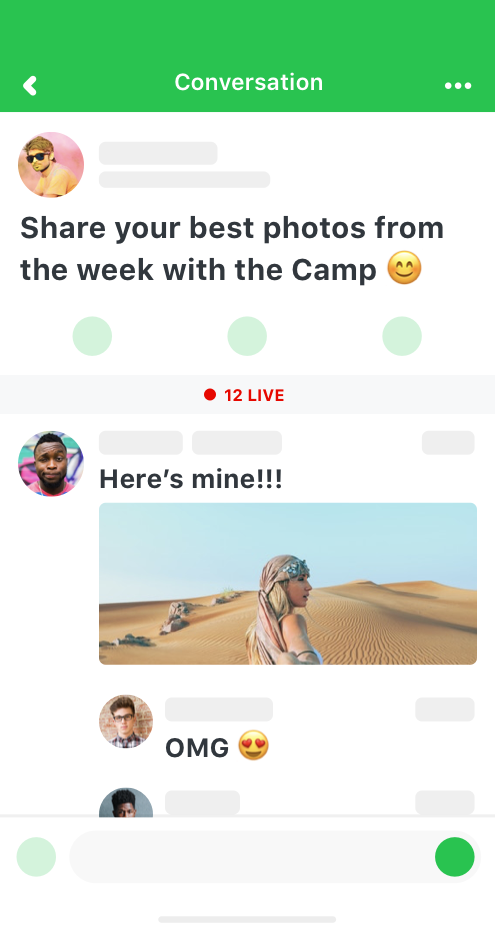 Conversation
Share your best photos from
the week with the Camp 😊
12 LIVE
Here’s mine!!!
OMG 😍